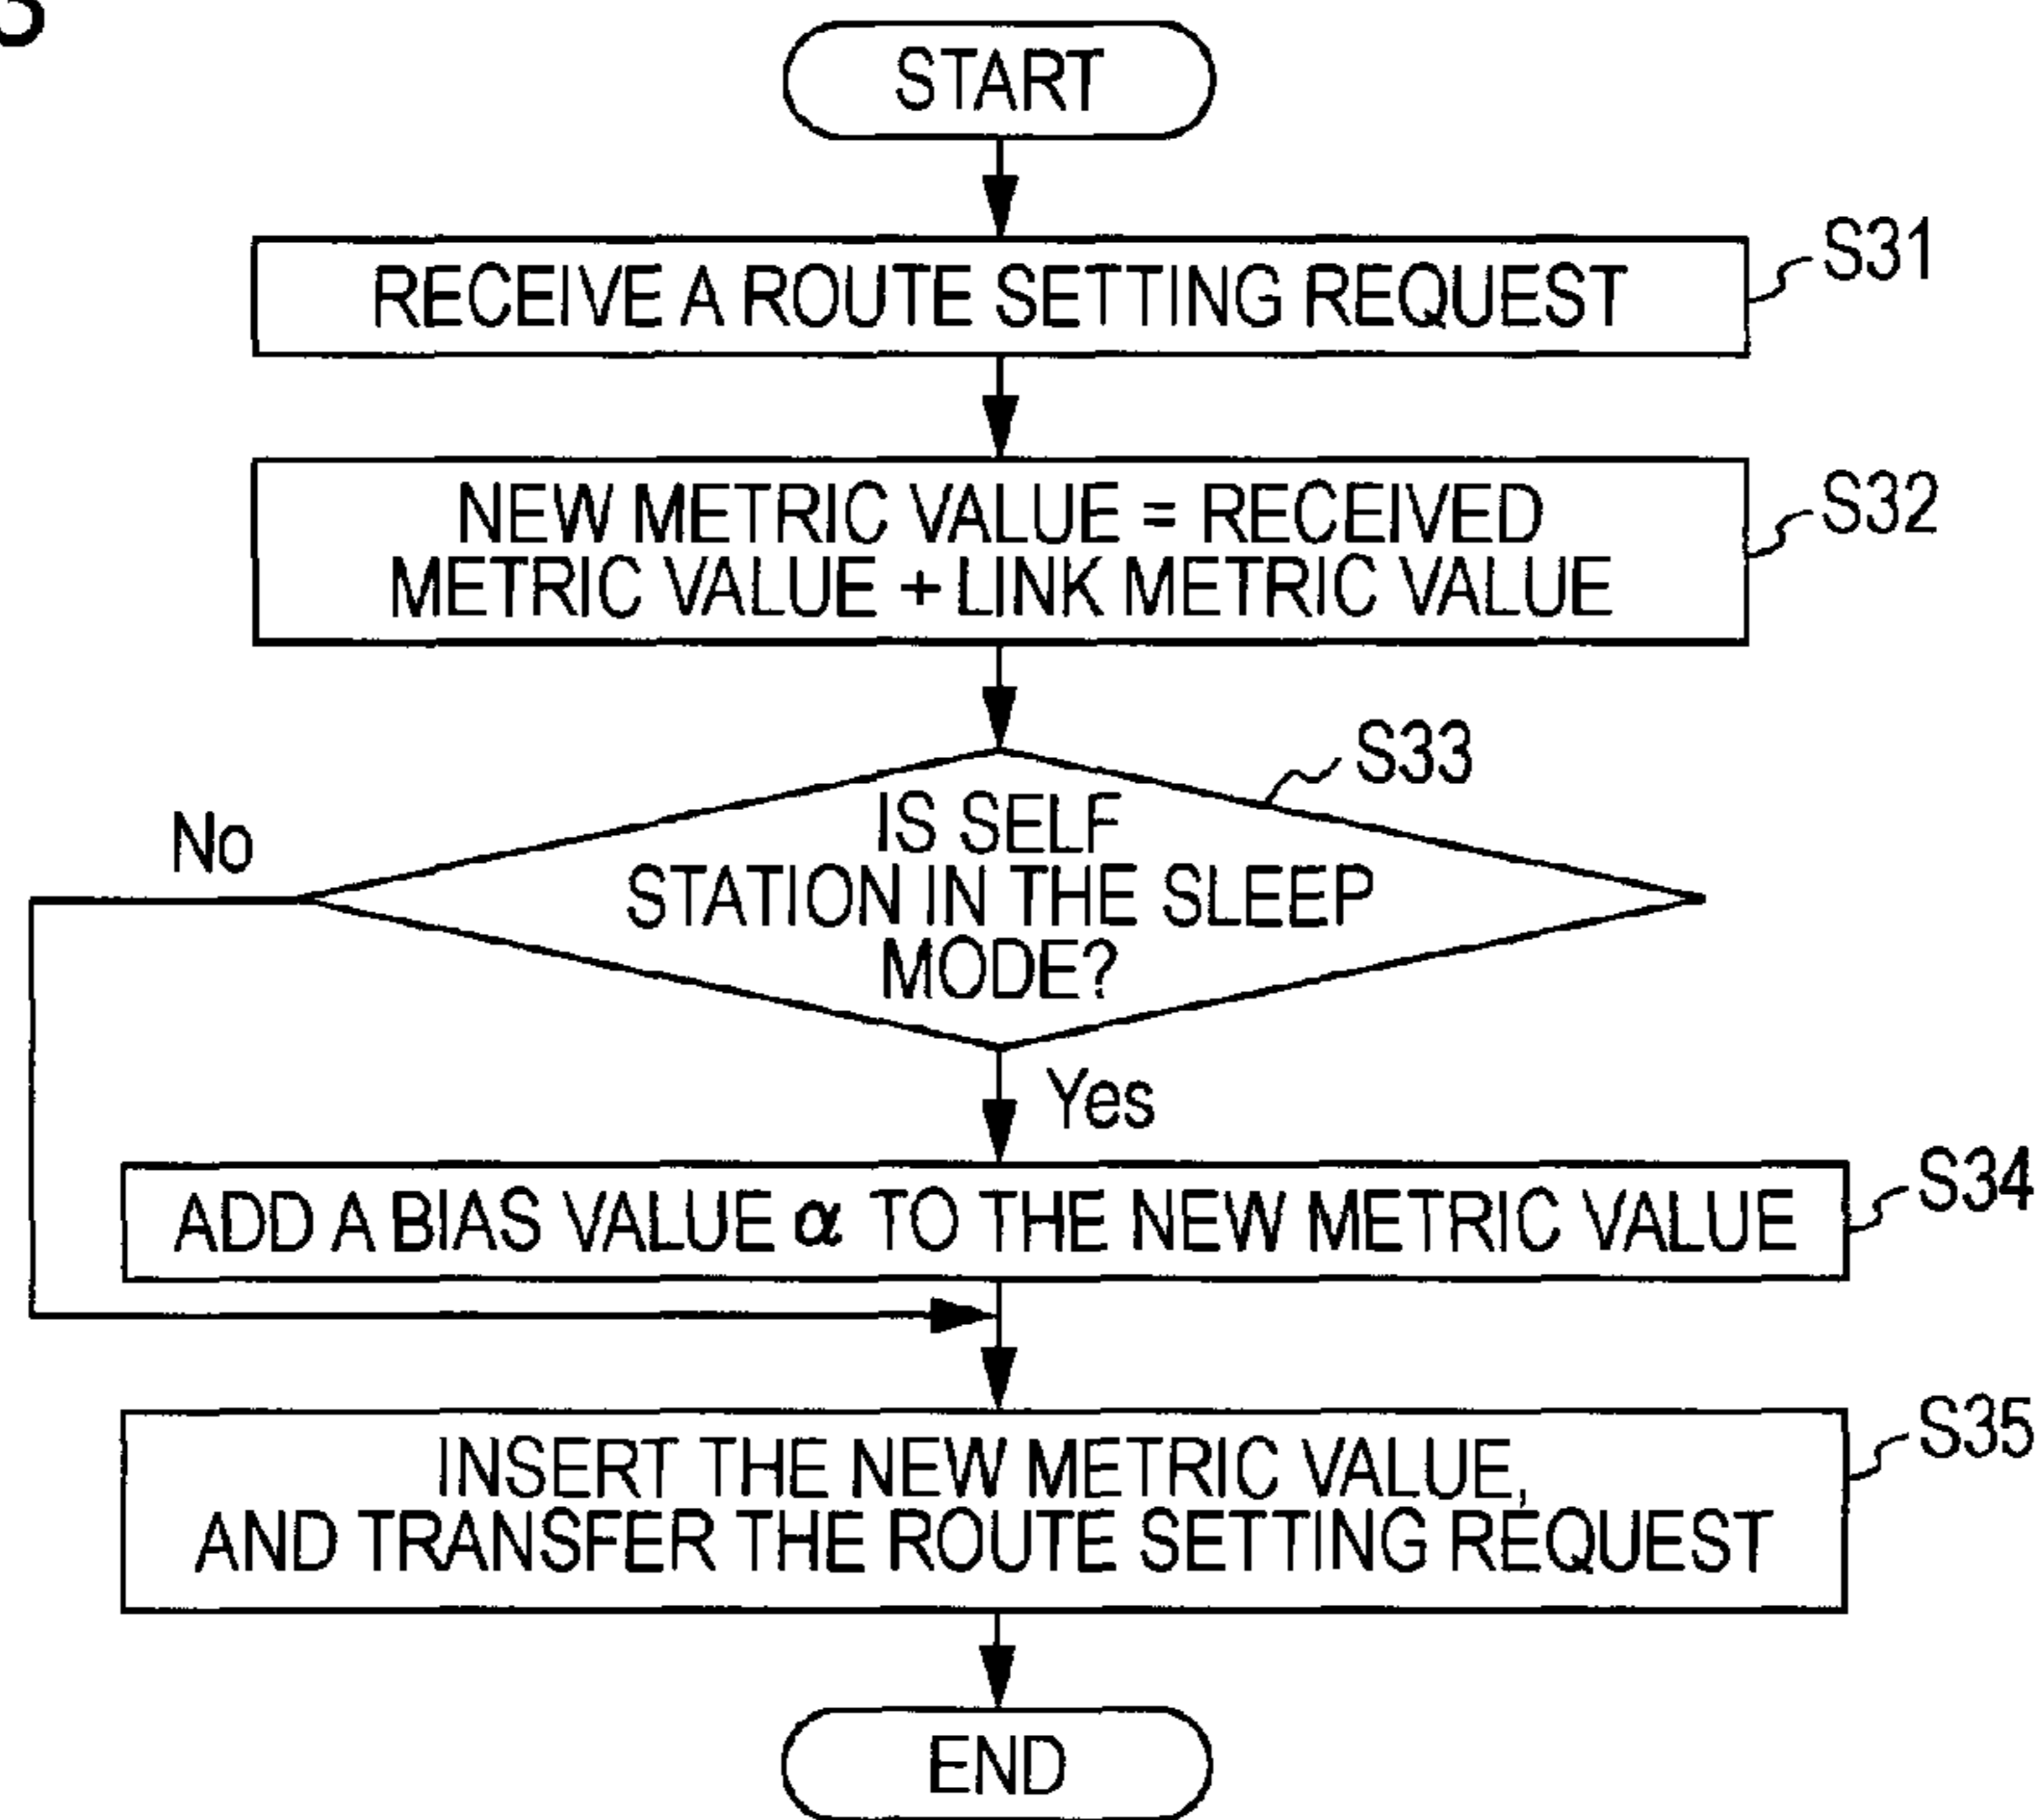 START
RECEIVE A ROUTE SETTING REQUEST
S31
NEW METRIC VALUE = RECEIVED
METRIC VALUE + LINK METRIC VALUE
S32
S33
IS SELF
STATION IN THE SLEEP
MODE?
No
Yes
ADD A BIAS VALUE α TO THE NEW METRIC VALUE
S34
INSERT THE NEW METRIC VALUE,
AND TRANSFER THE ROUTE SETTING REQUEST
S35
END